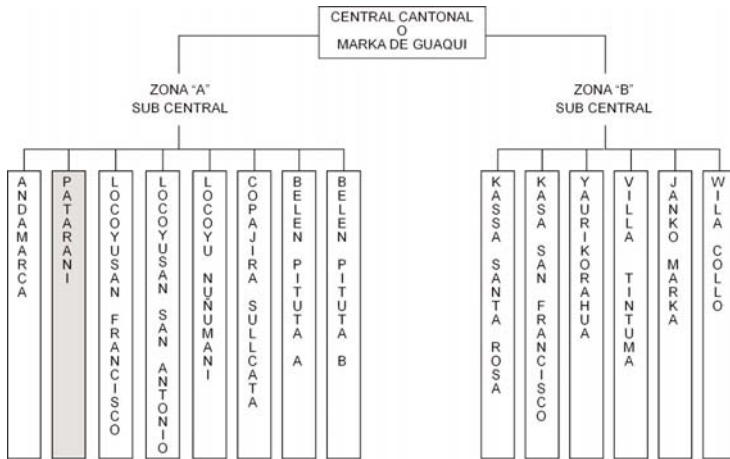 CENTRAL CANTONAL
O
MARKA DE GUAQUI
ZONA "A"
SUB CENTRAL
ZONA "B"
SUB CENTRAL
ANDAMARCA
PATARANI
LOCOYUSAN FRANCISCO
LOCOYUSAN SAN ANTONIO
LOCOYU NUÑUMANI
COPAJIRA SULLCATA
BELEN PITUTA A
BELEN PITUTA B
KASSA SANTA ROSA
KASA SAN FRANCISCO
YAURIKORAHUA
VILLA TINTUMA
JANKO MARKA
WILA COLLO